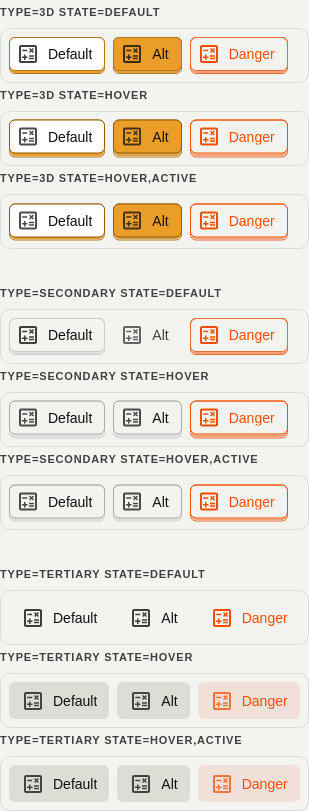 TYPE=3D STATE=DEFAULT
Default Alt Danger
TYPE=3D STATE=HOVER
Default Alt Danger
TYPE=3D STATE=HOVER,ACTIVE
Default Alt Danger
TYPE=SECONDARY STATE=DEFAULT
Default Alt Danger
TYPE=SECONDARY STATE=HOVER
Default Alt Danger
TYPE=SECONDARY STATE=HOVER,ACTIVE
Default Alt Danger
TYPE=TERTIARY STATE=DEFAULT
Default Alt Danger
TYPE=TERTIARY STATE=HOVER
Default Alt Danger
TYPE=TERTIARY STATE=HOVER,ACTIVE
Default Alt Danger